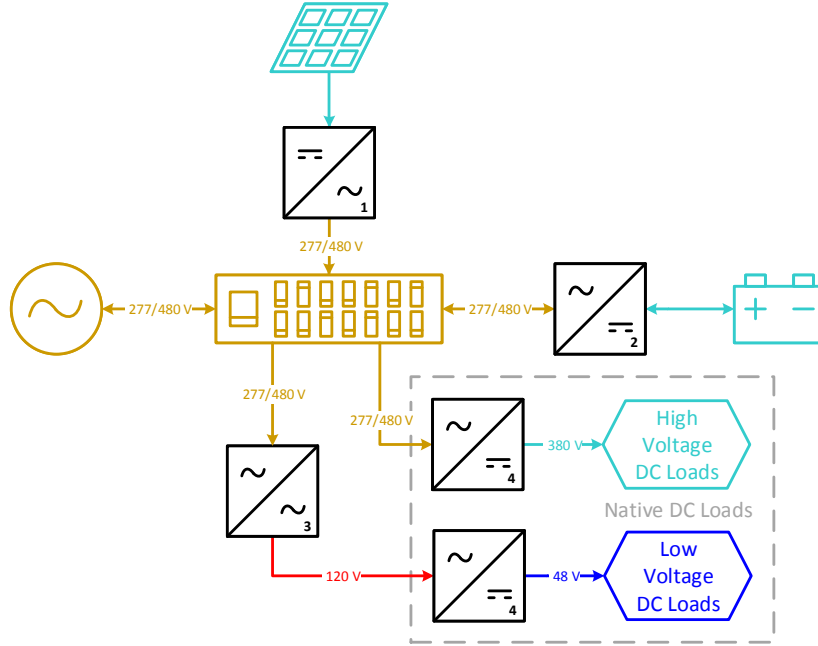 1
277/480 V
277/480 V
277/480 V
2
277/480 V
277/480 V
4
380 V
High
Voltage
DC Loads
3
Native DC Loads
120 V
4
48 V
Low
Voltage
DC Loads